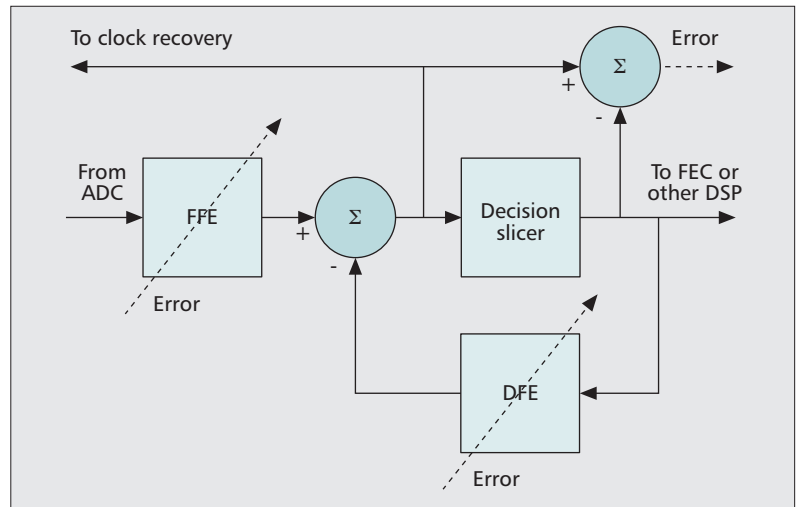 To clock recovery
Error
Σ
+
-
From
ADC
FFE
+
Σ
-
Decision
slicer
To FEC or
other DSP
Error
DFE
Error